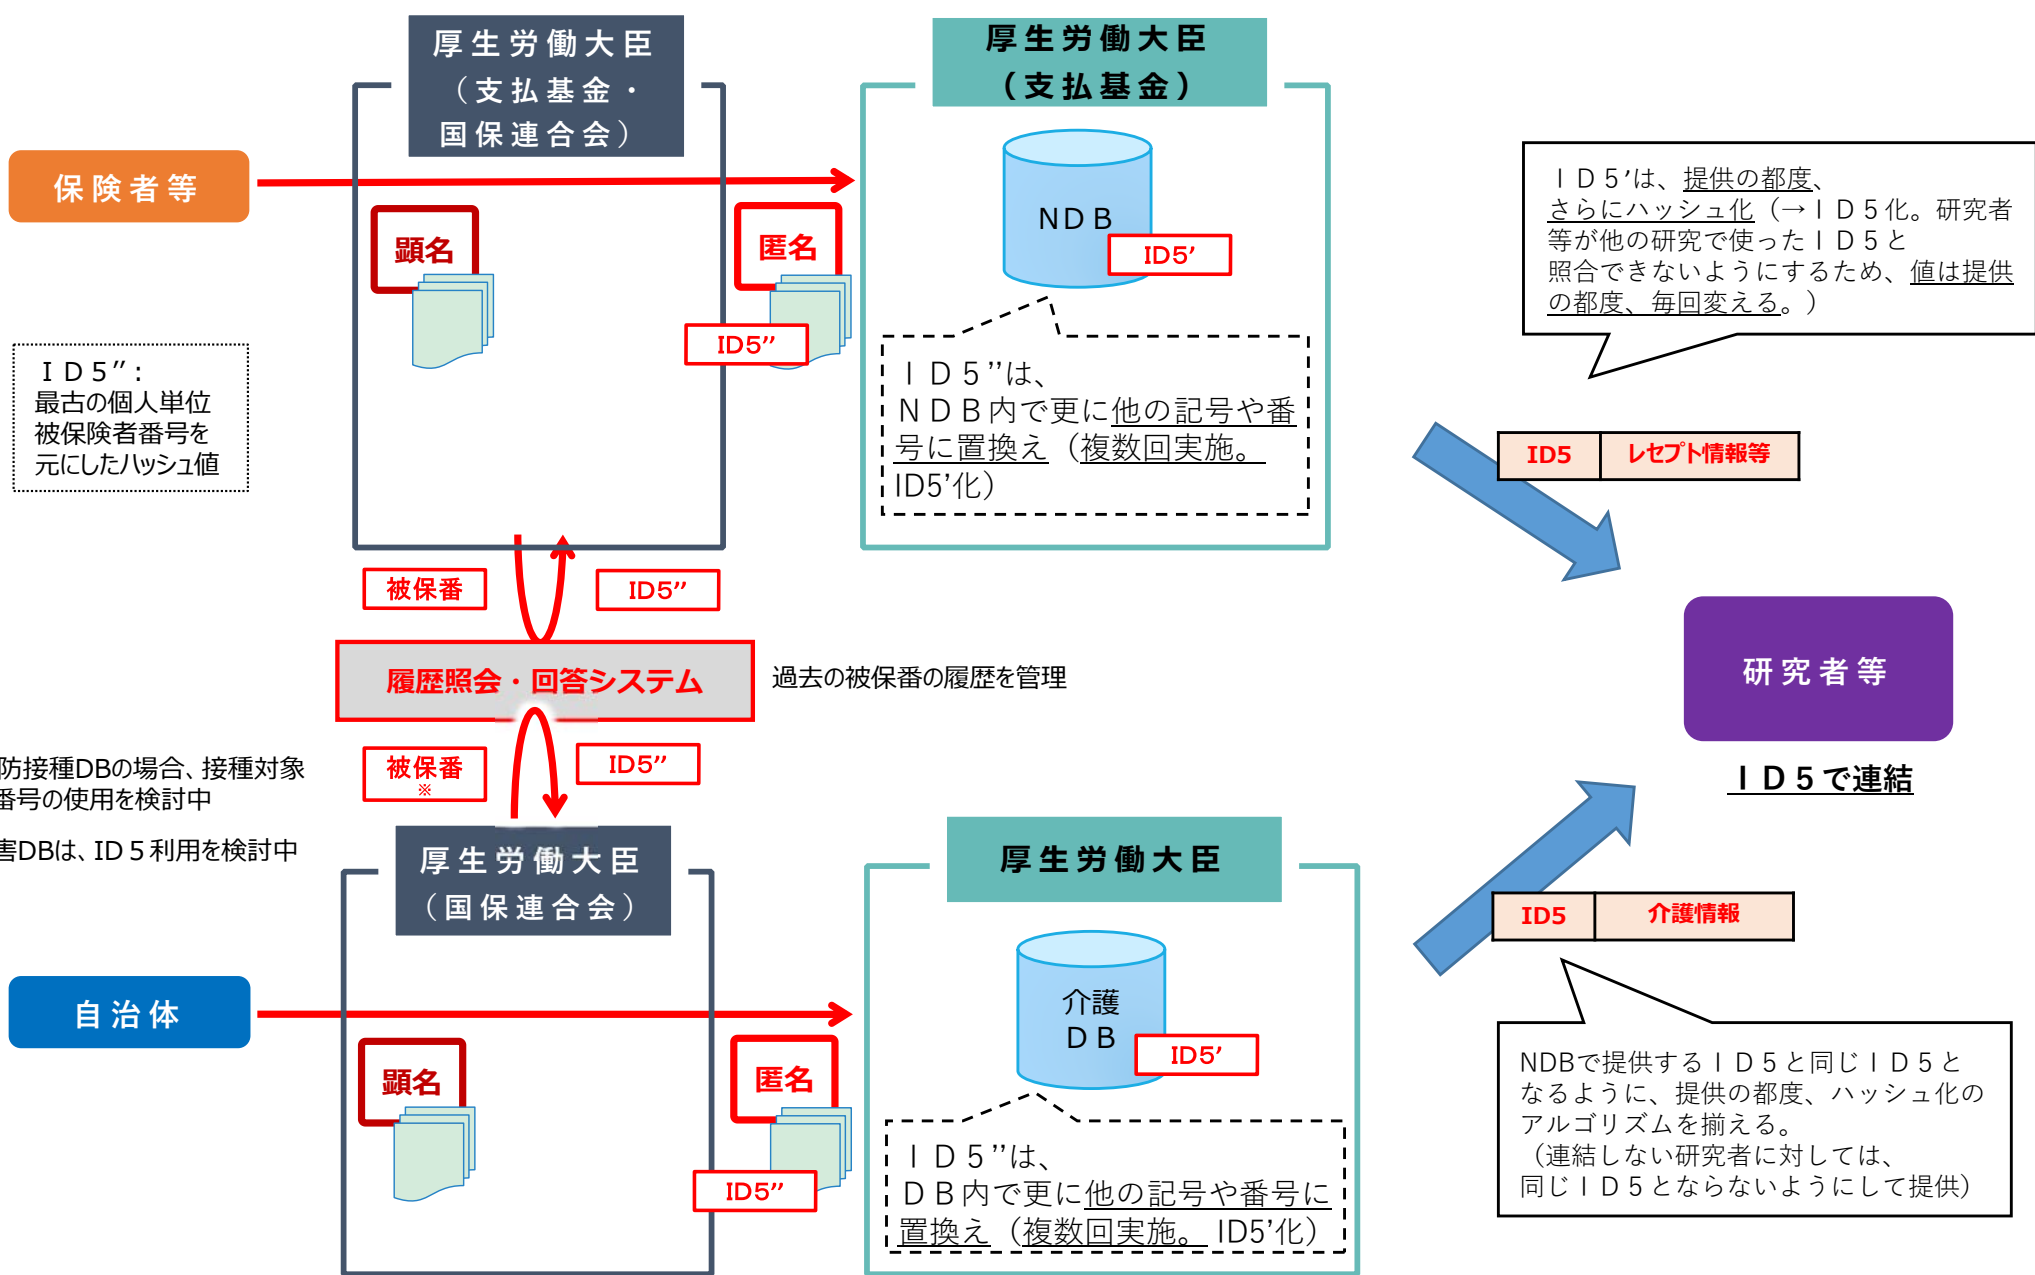 厚生労働大臣
（支払基金・
国保連合会）
厚生労働大臣
（支払基金）
保険者等
顕名
匿名
ID5’’
NDB
ID5’
ＩＤ５’は、提供の都度、
さらにハッシュ化（→ＩＤ５化。研究者
等が他の研究で使ったＩＤ５と
照合できないようにするため、値は提供
の都度、毎回変える。）
ＩＤ５’’：
最古の個人単位
被保険者番号を
元にしたハッシュ値
ＩＤ５’’は、
ＮＤＢ内で更に他の記号や番
号に置換え（複数回実施。
ID5’化）
ID5
レセプト情報等
被保番
ID5’’
履歴照会・回答システム
過去の被保番の履歴を管理
研究者等
ＩＤ５で連結
被保番
※
ID5’’
防接種DBの場合、接種対象
番号の使用を検討中
害DBは、ID５利用を検討中
厚生労働大臣
（国保連合会）
厚生労働大臣
ID5
介護情報
自治体
顕名
匿名
ID5’’
介護
ＤＢ
ID5’
ＩＤ５’’は、
ＤＢ内で更に他の記号や番号に
置換え（複数回実施。ID5’化）
NDBで提供するＩＤ５と同じＩＤ５と
なるように、提供の都度、ハッシュ化の
アルゴリズムを揃える。
（連結しない研究者に対しては、
同じＩＤ５とならないようにして提供）